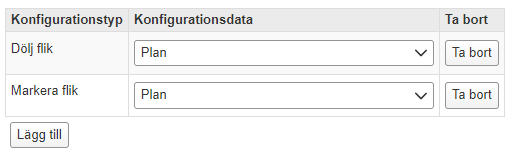 Konfigurationstyp Konfigurationsdata Ta bort
Dölj flik Plan Ta bort
Markera flik Plan Ta bort
Lägg till